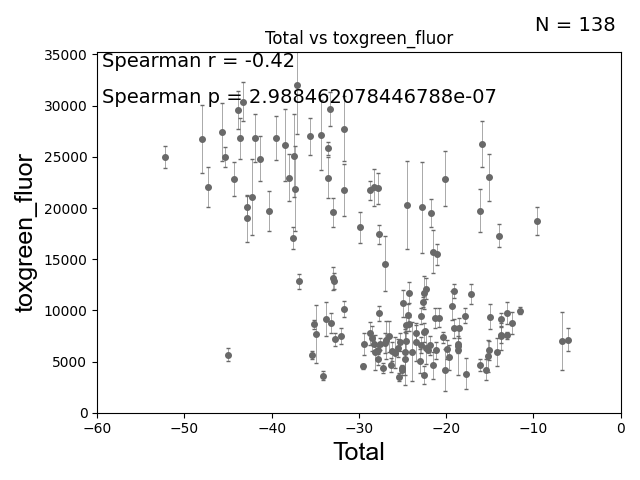 N = 138
Total vs toxgreen_fluor
Spearman r = -0.42
Spearman p = 2.988462078446788e-07
toxgreen_fluor
35000
30000
25000
20000
15000
10000
5000
0
−60 −50 −40 −30 −20 −10 0
Total